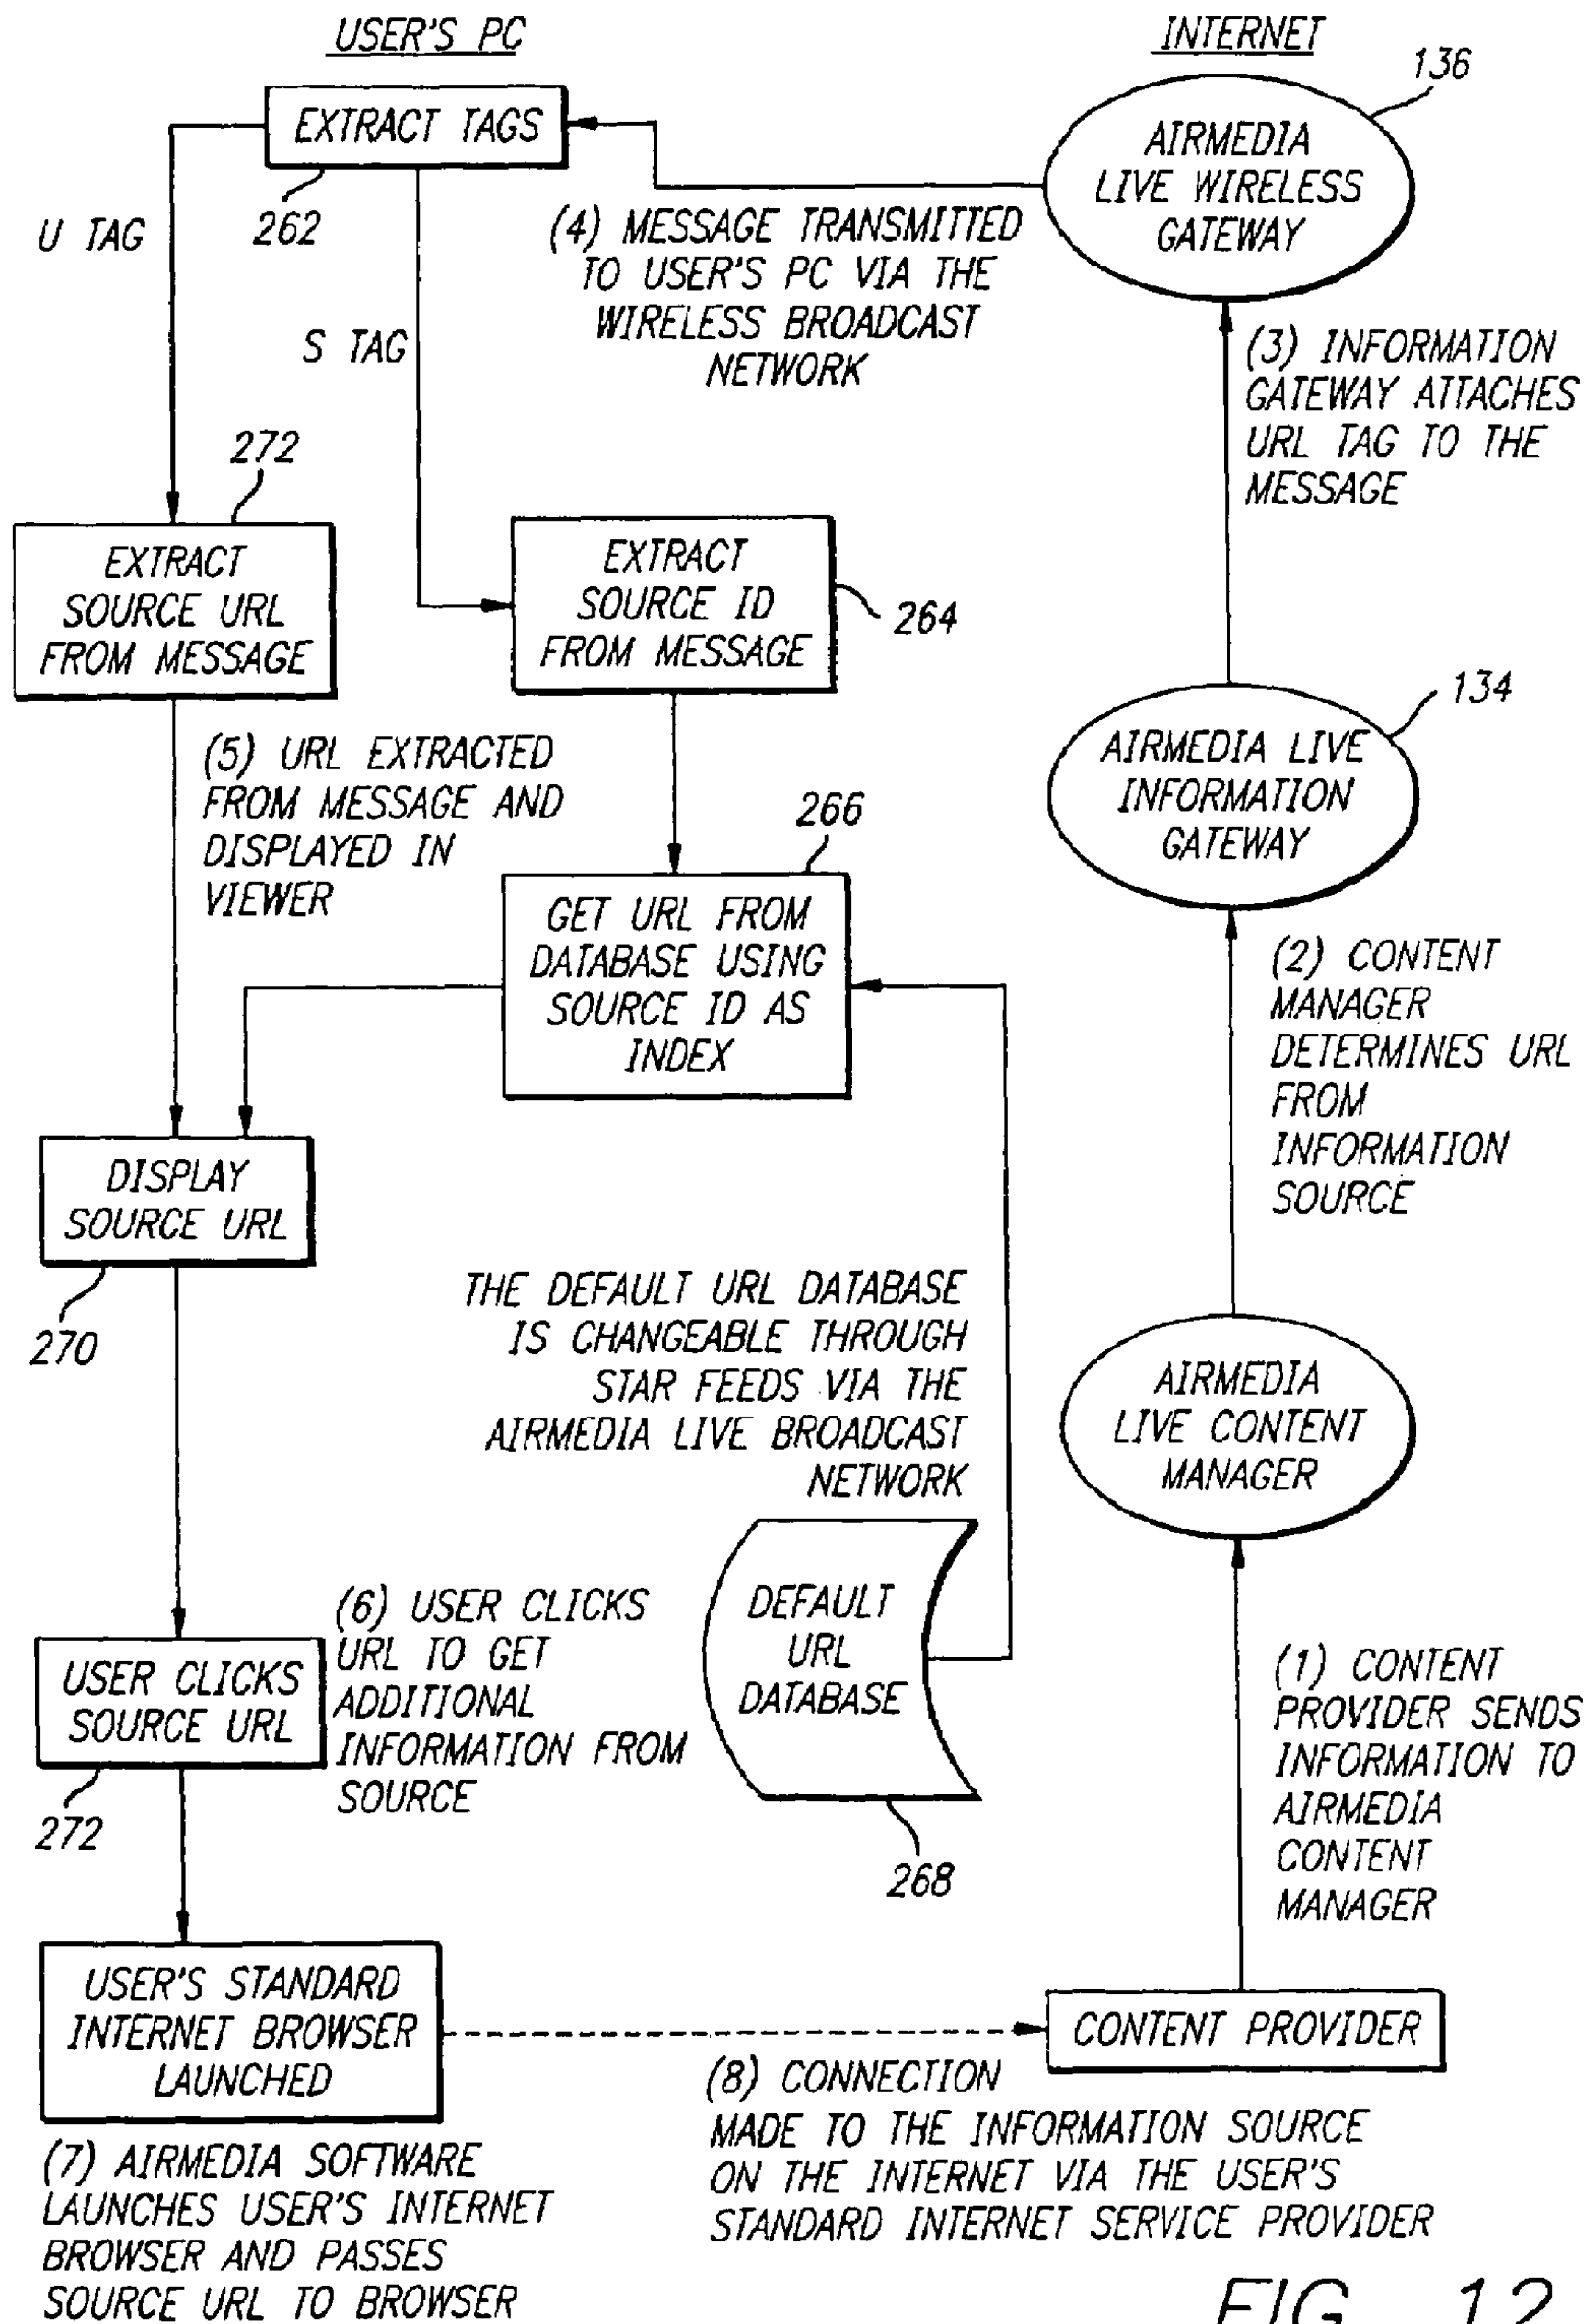 USER'S PC
INTERNET
136
EXTRACT TAGS
262
AIRMEDIA
LIVE WIRELESS
GATEWAY
U TAG
S TAG
(4) MESSAGE TRANSMITTED
TO USER'S PC VIA THE
WIRELESS BROADCAST
NETWORK
(3) INFORMATION
GATEWAY ATTACHES
URL TAG TO THE
MESSAGE
272
EXTRACT
SOURCE URL
FROM MESSAGE
EXTRACT
SOURCE ID
FROM MESSAGE
264
134
AIRMEDIA LIVE
INFORMATION
GATEWAY
(5) URL EXTRACTED
FROM MESSAGE AND
DISPLAYED IN
VIEWER
266
GET URL FROM
DATABASE USING
SOURCE ID AS
INDEX
(2) CONTENT
MANAGER
DETERMINES URL
FROM
INFORMATION
SOURCE
DISPLAY
SOURCE URL
270
THE DEFAULT URL DATABASE
IS CHANGEABLE THROUGH
STAR FEEDS VIA THE
AIRMEDIA LIVE BROADCAST
NETWORK
AIRMEDIA
LIVE CONTENT
MANAGER
DEFAULT
URL
DATABASE
268
(6) USER CLICKS
URL TO GET
ADDITIONAL
INFORMATION FROM
SOURCE
USER CLICKS
SOURCE URL
272
(1) CONTENT
PROVIDER SENDS
INFORMATION TO
AIRMEDIA
CONTENT
MANAGER
USER'S STANDARD
INTERNET BROWSER
LAUNCHED
CONTENT PROVIDER
(7) AIRMEDIA SOFTWARE
LAUNCHES USER'S INTERNET
BROWSER AND PASSES
SOURCE URL TO BROWSER
(8) CONNECTION
MADE TO THE INFORMATION SOURCE
ON THE INTERNET VIA THE USER'S
STANDARD INTERNET SERVICE PROVIDER
FIG. 12